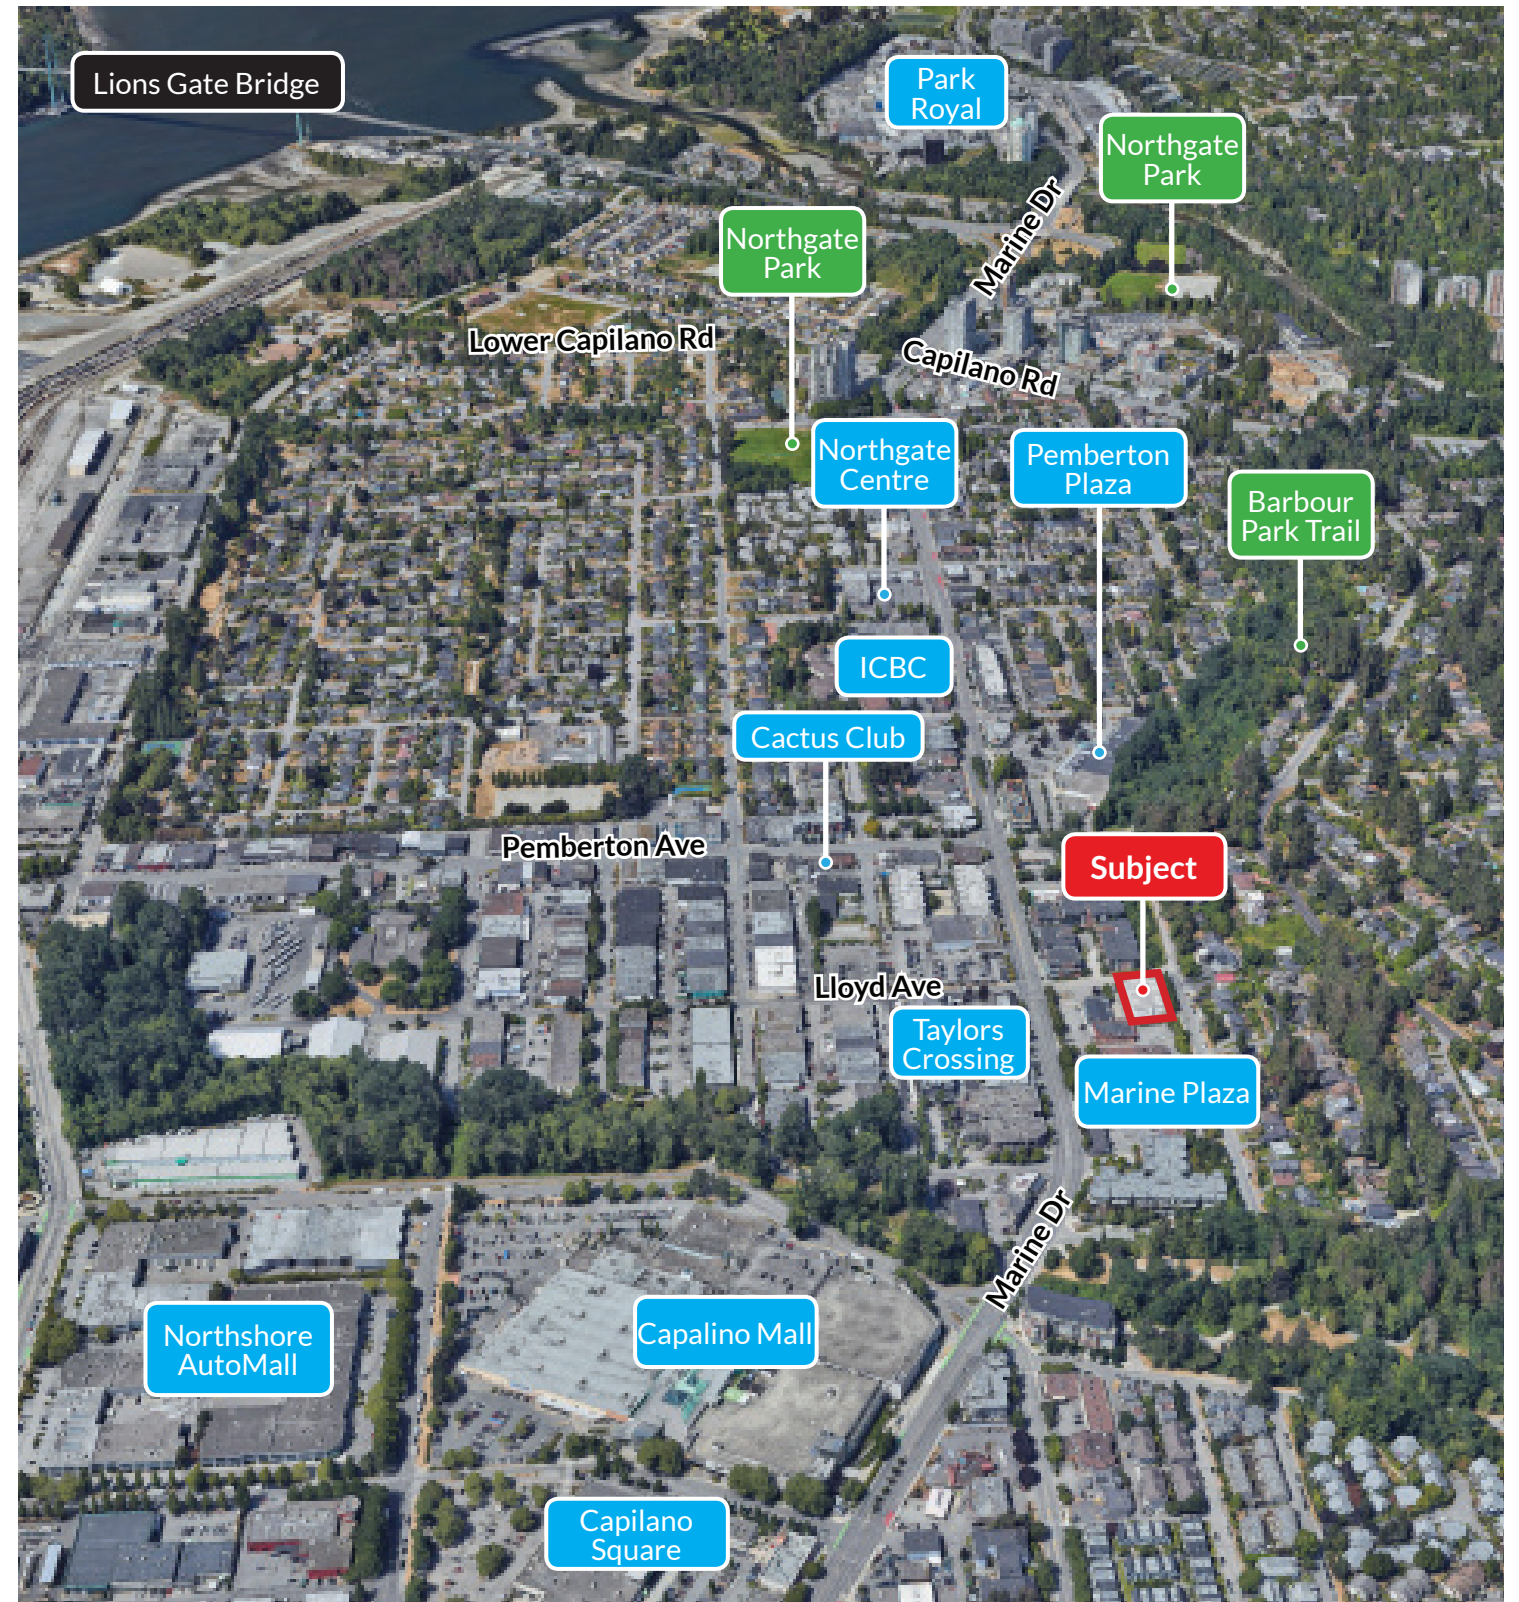 Lions Gate Bridge
Park
Royal
Northgate
Park
Marine Dr
Northgate
Park
Lower Capilano Rd
Capilano Rd
Northgate
Centre
Pemberton
Plaza
Barbour
Park Trail
ICBC
Cactus Club
Pemberton Ave
Subject
Lloyd Ave
Taylors
Crossing
Marine Plaza
Marine Dr
Northshore
AutoMall
Capalino Mall
Capilano
Square